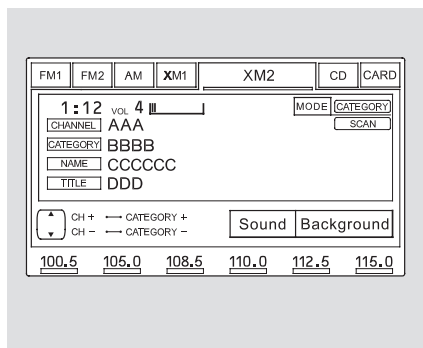 FM1 FM2 AM XM1 XM2 CD CARD
1:12 VOL 4 MODE CATEGORY
CHANNEL AAA SCAN
CATEGORY BBBB
NAME CCCCCC
TITLE DDD
CH + CATEGORY +
CH − CATEGORY −
Sound Background
100.5 105.0 108.5 110.0 112.5 115.0